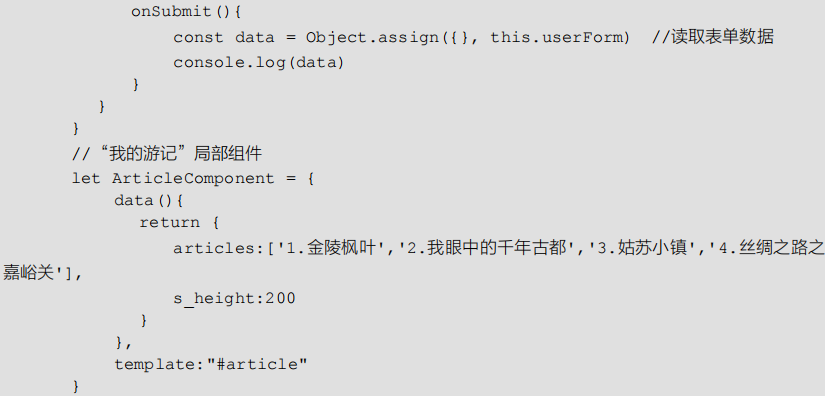 onSubmit(){
const data = Object.assign({}, this.userForm)  //读取表单数据
console.log(data)
}
}
}
//“我的游记”局部组件
let ArticleComponent = {
data(){
return {
articles:['1.金陵枫叶','2.我眼中的千年古都','3.姑苏小镇','4.丝绸之路之
嘉峪关'],
s_height:200
}
},
template:"#article"
}